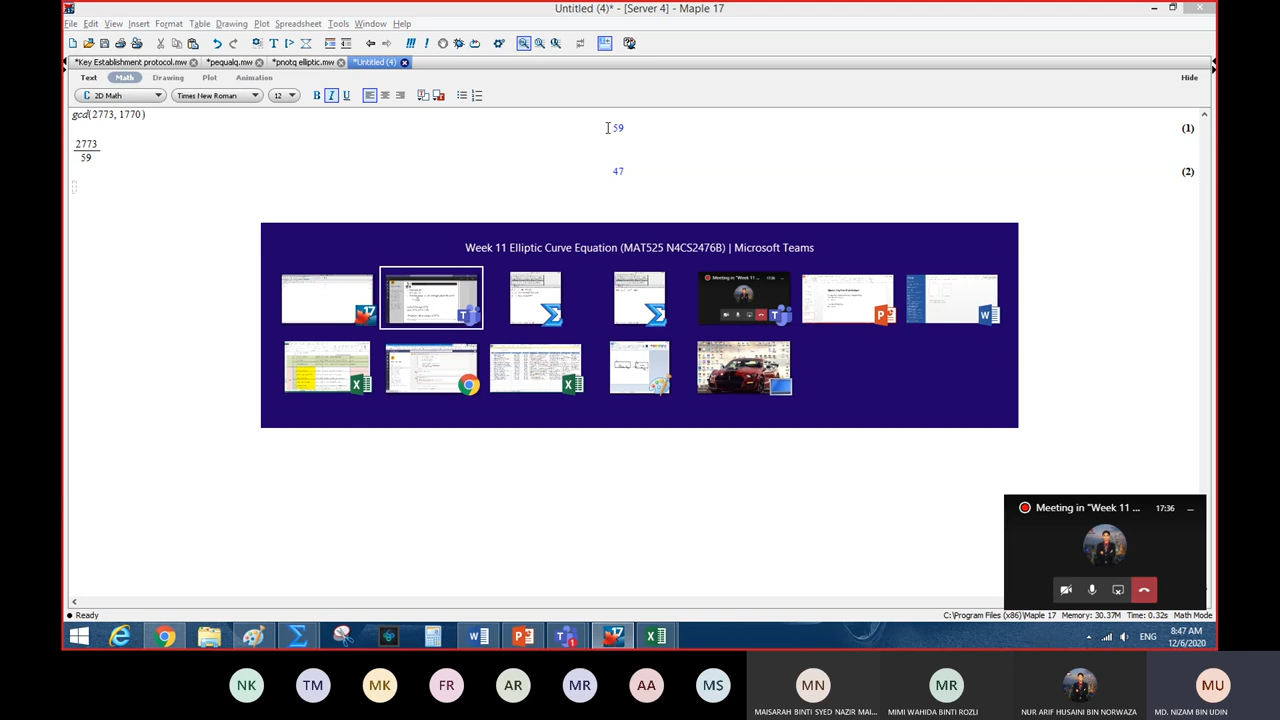 Untitled (4)* - [Server 4] - Maple 17
File Edit View Insert Format Table Drawing Plot Spreadsheet Tools Window Help
*Key Establishment protocol.mw *pequalq.mw *pnotq elliptic.mw *Untitled (4)
Text Math Drawing Plot Animation Hide
C 2D Math Times New Roman 12 B I U
gcd(2773, 1770)
59 (1)
2773
59
47 (2)
Week 11 Elliptic Curve Equation (MAT525 N4CS2476B) | Microsoft Teams
Meeting in "Week 11 ... 17:36
Meeting in "Week 11 ... 17:36
Ready C:\Program Files (x86)\Maple 17 Memory: 30.37M Time: 0.32s Math Mode
ENG 8:47 AM
12/6/2020
NK TM MK FR AR MR AA MS MN MR MU
MAISARAH BINTI SYED NAZIR MAI... MIMI WAHIDA BINTI ROZLI NUR ARIF HUSAINI BIN NORWAZA MD. NIZAM BIN UDIN